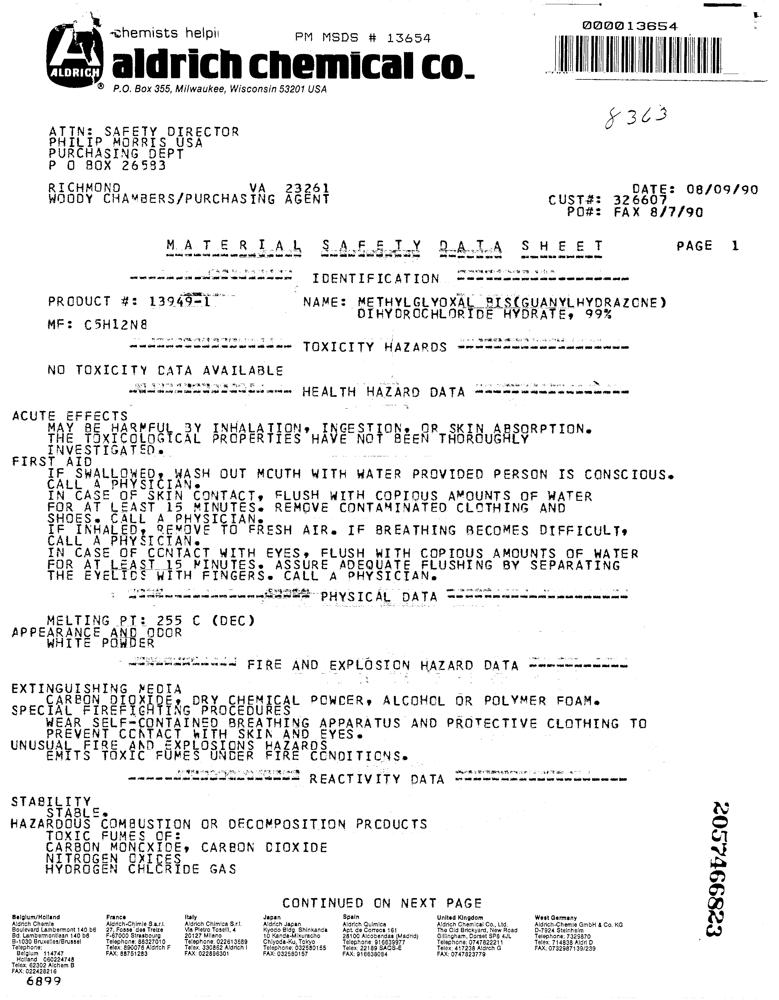 chemists helpi
PM MSDS # 13654
000013654
ALDRICH
aldrich chemical co.
P.O. Box 355, Milwaukee, Wisconsin 53201 USA
8363
ATTN: SAFETY DIRECTOR
PHILIP MORRIS USA
PURCHASING DEPT
P O BOX 26583
RICHMOND VA 23261
WOODY CHAMBERS/PURCHASING AGENT
DATE: 08/09/90
CUST#: 326607
PO#: FAX 8/7/90
MATERIAL SAFETY DATA SHEET PAGE 1
IDENTIFICATION
PRODUCT #: 13949-1 NAME: METHYLGLYOXAL BIS(GUANYLHYDRAZONE)
DIHYDROCHLORIDE HYDRATE, 99%
MF: C5H12N8
TOXICITY HAZARDS
NO TOXICITY DATA AVAILABLE
HEALTH HAZARD DATA
ACUTE EFFECTS
MAY BE HARMFUL BY INHALATION, INGESTION, OR SKIN ABSORPTION.
THE TOXICOLOGICAL PROPERTIES HAVE NOT BEEN THOROUGHLY
INVESTIGATED.
FIRST AID
IF SWALLOWED, WASH OUT MOUTH WITH WATER PROVIDED PERSON IS CONSCIOUS.
CALL A PHYSICIAN.
IN CASE OF SKIN CONTACT, FLUSH WITH COPIOUS AMOUNTS OF WATER
FOR AT LEAST 15 MINUTES. REMOVE CONTAMINATED CLOTHING AND
SHOES. CALL A PHYSICIAN.
IF INHALED, REMOVE TO FRESH AIR. IF BREATHING BECOMES DIFFICULT,
CALL A PHYSICIAN.
IN CASE OF CONTACT WITH EYES, FLUSH WITH COPIOUS AMOUNTS OF WATER
FOR AT LEAST 15 MINUTES. ASSURE ADEQUATE FLUSHING BY SEPARATING
THE EYELIDS WITH FINGERS. CALL A PHYSICIAN.
PHYSICAL DATA
MELTING PT: 255 C (DEC)
APPEARANCE AND ODOR
WHITE POWDER
FIRE AND EXPLOSION HAZARD DATA
EXTINGUISHING MEDIA
CARBON DIOXIDE, DRY CHEMICAL POWDER, ALCOHOL OR POLYMER FOAM.
SPECIAL FIREFIGHTING PROCEDURES
WEAR SELF-CONTAINED BREATHING APPARATUS AND PROTECTIVE CLOTHING TO
PREVENT CONTACT WITH SKIN AND EYES.
UNUSUAL FIRE AND EXPLOSIONS HAZARDS
EMITS TOXIC FUMES UNDER FIRE CONDITIONS.
REACTIVITY DATA
STABILITY
STABLE.
HAZARDOUS COMBUSTION OR DECOMPOSITION PRODUCTS
TOXIC FUMES OF:
CARBON MONOXIDE, CARBON DIOXIDE
NITROGEN OXIDES
HYDROGEN CHLORIDE GAS
2057466823
CONTINUED ON NEXT PAGE
Belgium/Holland
Aldrich Chemie
Boulevard Lambermont 140 b6
Bd. Lambermontlaan 140 b6
B-1030 Bruxelles/Brussel
Telephone:
Belgium 114747
Holland 060224748
Telex: 62302 Alchem B
FAX: 022428216
France
Aldrich-Chimie S.a.r.l.
27, Fosse des Treize
F-67000 Strasbourg
Telephone: 88327010
Telex: 890076 Aldrich F
FAX: 88751283
Italy
Aldrich Chimica S.r.l.
Via Pietro Toselli, 4
20127 Milano
Telephone: 022613589
Telex: 330852 Aldrich I
FAX: 022896301
Japan
Aldrich Japan
Kyodo Bldg. Shinkanda
10 Kanda-Mikuracho
Chiyoda-Ku, Tokyo
Telephone: 032580155
FAX: 032580157
Spain
Aldrich Quimica
Apt. de Correos 161
28100 Alcobendas (Madrid)
Telephone: 916639977
Telex: 22189 SACB-E
FAX: 916638084
United Kingdom
Aldrich Chemical Co., Ltd.
The Old Brickyard, New Road
Gillingham, Dorset SP8 4JL
Telephone: 0747822211
Telex: 417238 Aldrich G
FAX: 0747823779
West Germany
Aldrich-Chemie GmbH & Co. KG
D-7924 Steinheim
Telephone: 7329870
Telex: 714838 Aldri D
FAX: 0732987139/239
6899